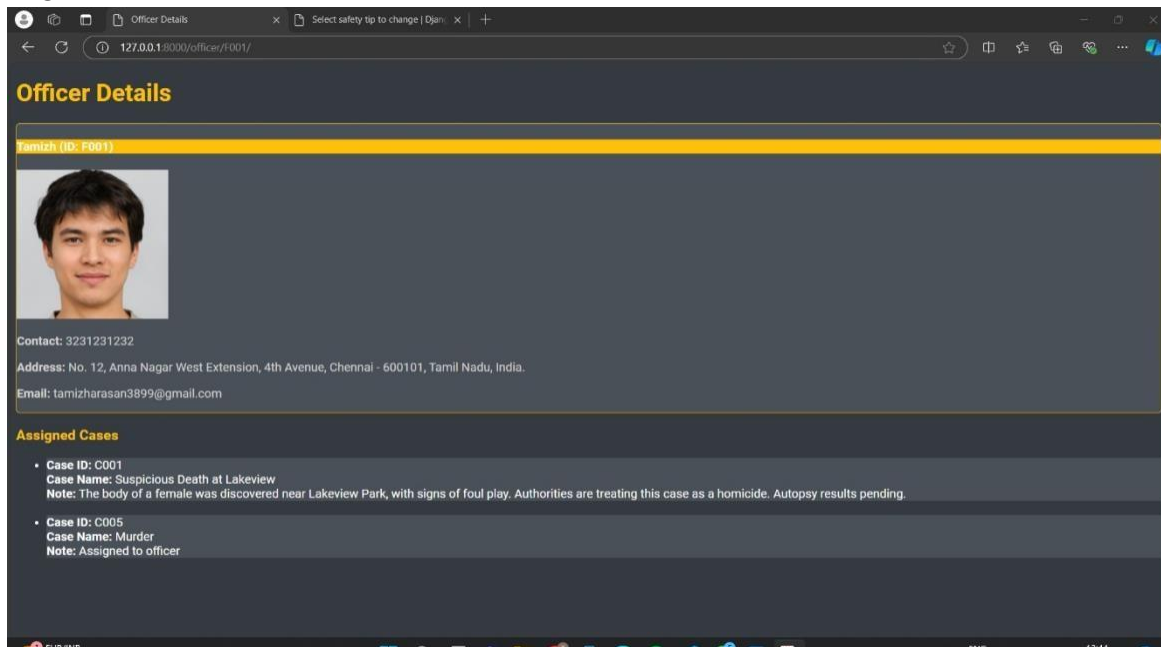 Officer Details
Select safety tip to change | Djan
127.0.0.1:8000/officer/F001/
Officer Details
Tamizh (ID: F001)
Contact: 3231231232
Address: No. 12, Anna Nagar West Extension, 4th Avenue, Chennai - 600101, Tamil Nadu, India.
Email: tamizharasan3899@gmail.com
Assigned Cases
Case ID: C001
Case Name: Suspicious Death at Lakeview
Note: The body of a female was discovered near Lakeview Park, with signs of foul play. Authorities are treating this case as a homicide. Autopsy results pending.
Case ID: C005
Case Name: Murder
Note: Assigned to officer